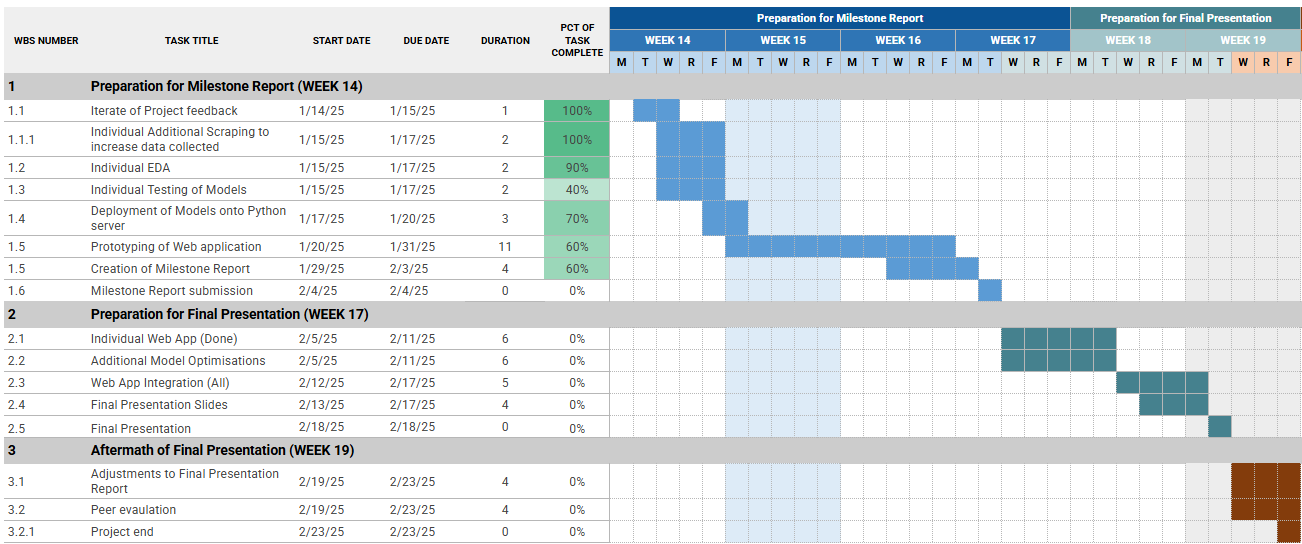 Preparation for Milestone Report Preparation for Final Presentation
WBS NUMBER TASK TITLE START DATE DUE DATE DURATION PCT OF TASK COMPLETE
WEEK 14 WEEK 15 WEEK 16 WEEK 17 WEEK 18 WEEK 19
M T W R F M T W R F M T W R F M T W R F M T W R F M T W R F
1 Preparation for Milestone Report (WEEK 14)
1.1 Iterate of Project feedback 1/14/25 1/15/25 1 100%
1.1.1 Individual Additional Scraping to increase data collected 1/15/25 1/17/25 2 100%
1.2 Individual EDA 1/15/25 1/17/25 2 90%
1.3 Individual Testing of Models 1/15/25 1/17/25 2 40%
1.4 Deployment of Models onto Python server 1/17/25 1/20/25 3 70%
1.5 Prototyping of Web application 1/20/25 1/31/25 11 60%
1.5 Creation of Milestone Report 1/29/25 2/3/25 4 60%
1.6 Milestone Report submission 2/4/25 2/4/25 0 0%
2 Preparation for Final Presentation (WEEK 17)
2.1 Individual Web App (Done) 2/5/25 2/11/25 6 0%
2.2 Additional Model Optimisations 2/5/25 2/11/25 6 0%
2.3 Web App Integration (All) 2/12/25 2/17/25 5 0%
2.4 Final Presentation Slides 2/13/25 2/17/25 4 0%
2.5 Final Presentation 2/18/25 2/18/25 0 0%
3 Aftermath of Final Presentation (WEEK 19)
3.1 Adjustments to Final Presentation Report 2/19/25 2/23/25 4 0%
3.2 Peer evaulation 2/19/25 2/23/25 4 0%
3.2.1 Project end 2/23/25 2/23/25 0 0%